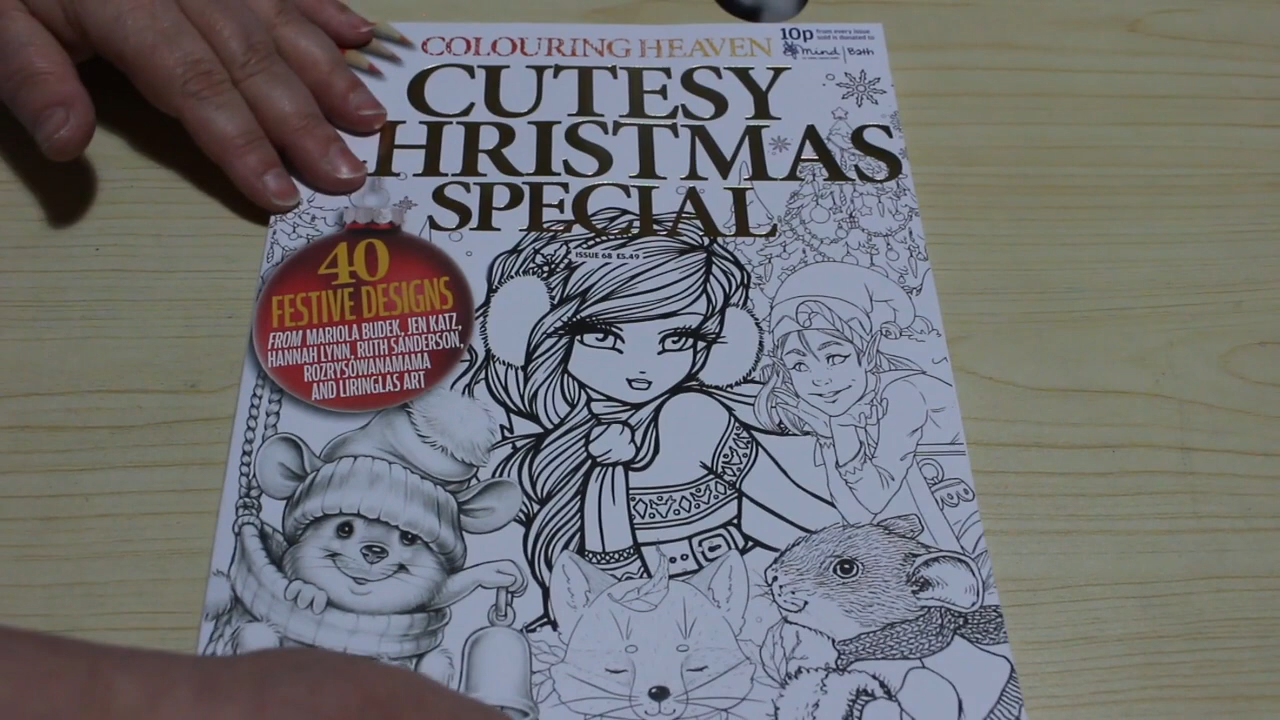 COLOURING HEAVEN
10p from every issue
sold is donated to
Mind | Bath
CUTESY
HRISTMAS
SPECIAL
ISSUE 68 £5.49
40
FESTIVE DESIGNS
FROM MARIOLA BUDEK, JEN KATZ,
HANNAH LYNN, RUTH SANDERSON,
ROZRYSOWANAMAMA
AND LIRINGLAS ART